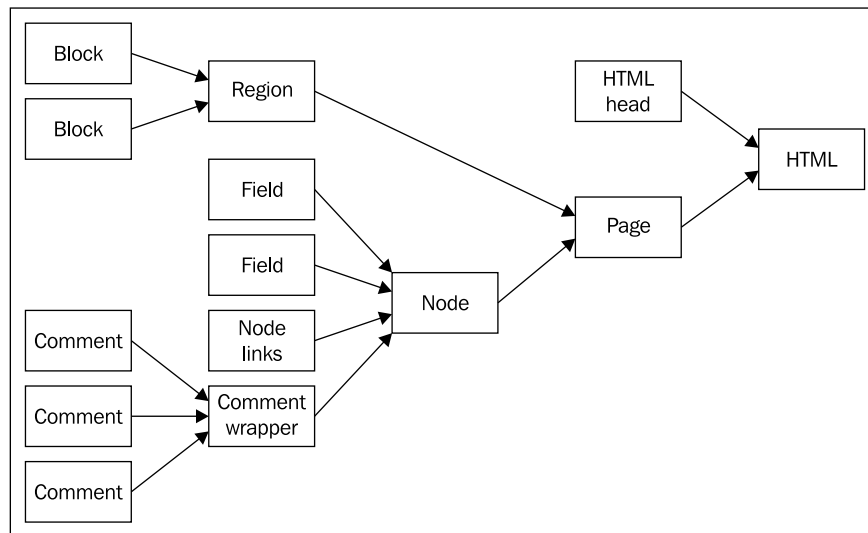 Block
Block
Region
HTML
head
HTML
Field
Field
Page
Node
Node
links
Comment
Comment
Comment
Comment
wrapper